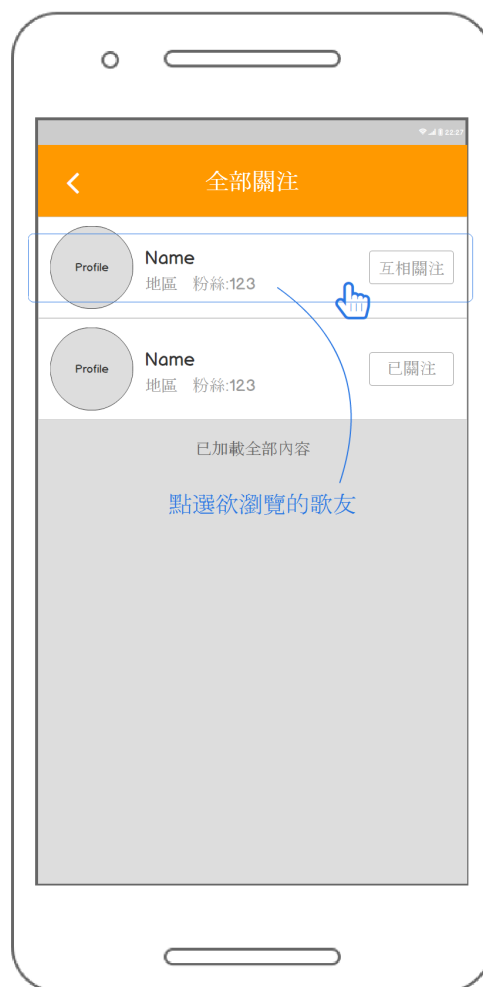 22:27
全部關注
Profile
Name
地區 粉絲:123
互相關注
Profile
Name
地區 粉絲:123
已關注
已加載全部內容
點選欲瀏覽的歌友